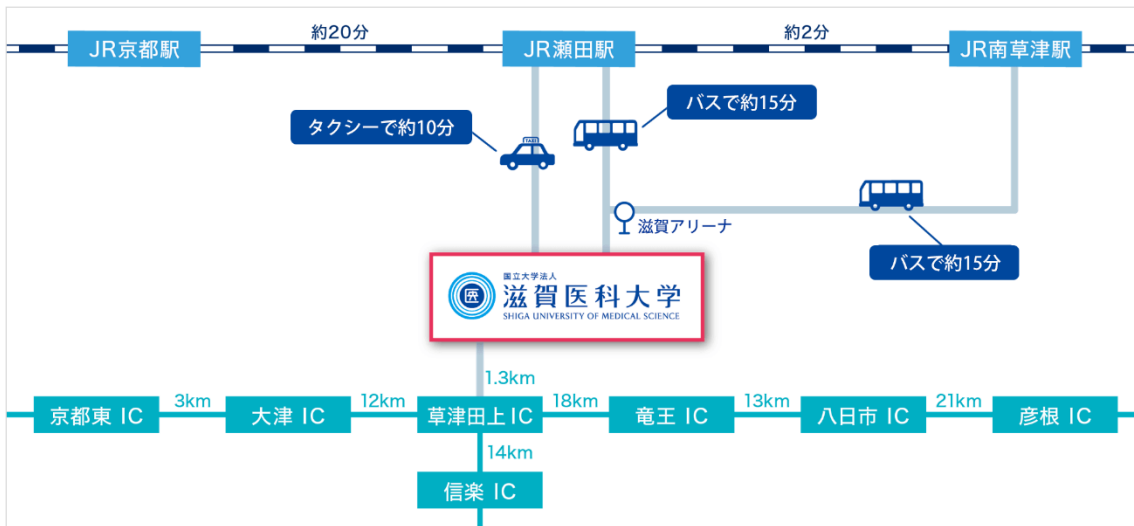 約20分
約2分
JR京都駅
JR瀬田駅
JR南草津駅
バスで約15分
タクシーで約10分
TAXI
滋賀アリーナ
バスで約15分
国立大学法人
医
滋賀医科大学
SHIGA UNIVERSITY OF MEDICAL SCIENCE
1.3km
京都東 IC
3km
大津 IC
12km
草津田上 IC
18km
竜王 IC
13km
八日市 IC
21km
彦根 IC
14km
信楽 IC